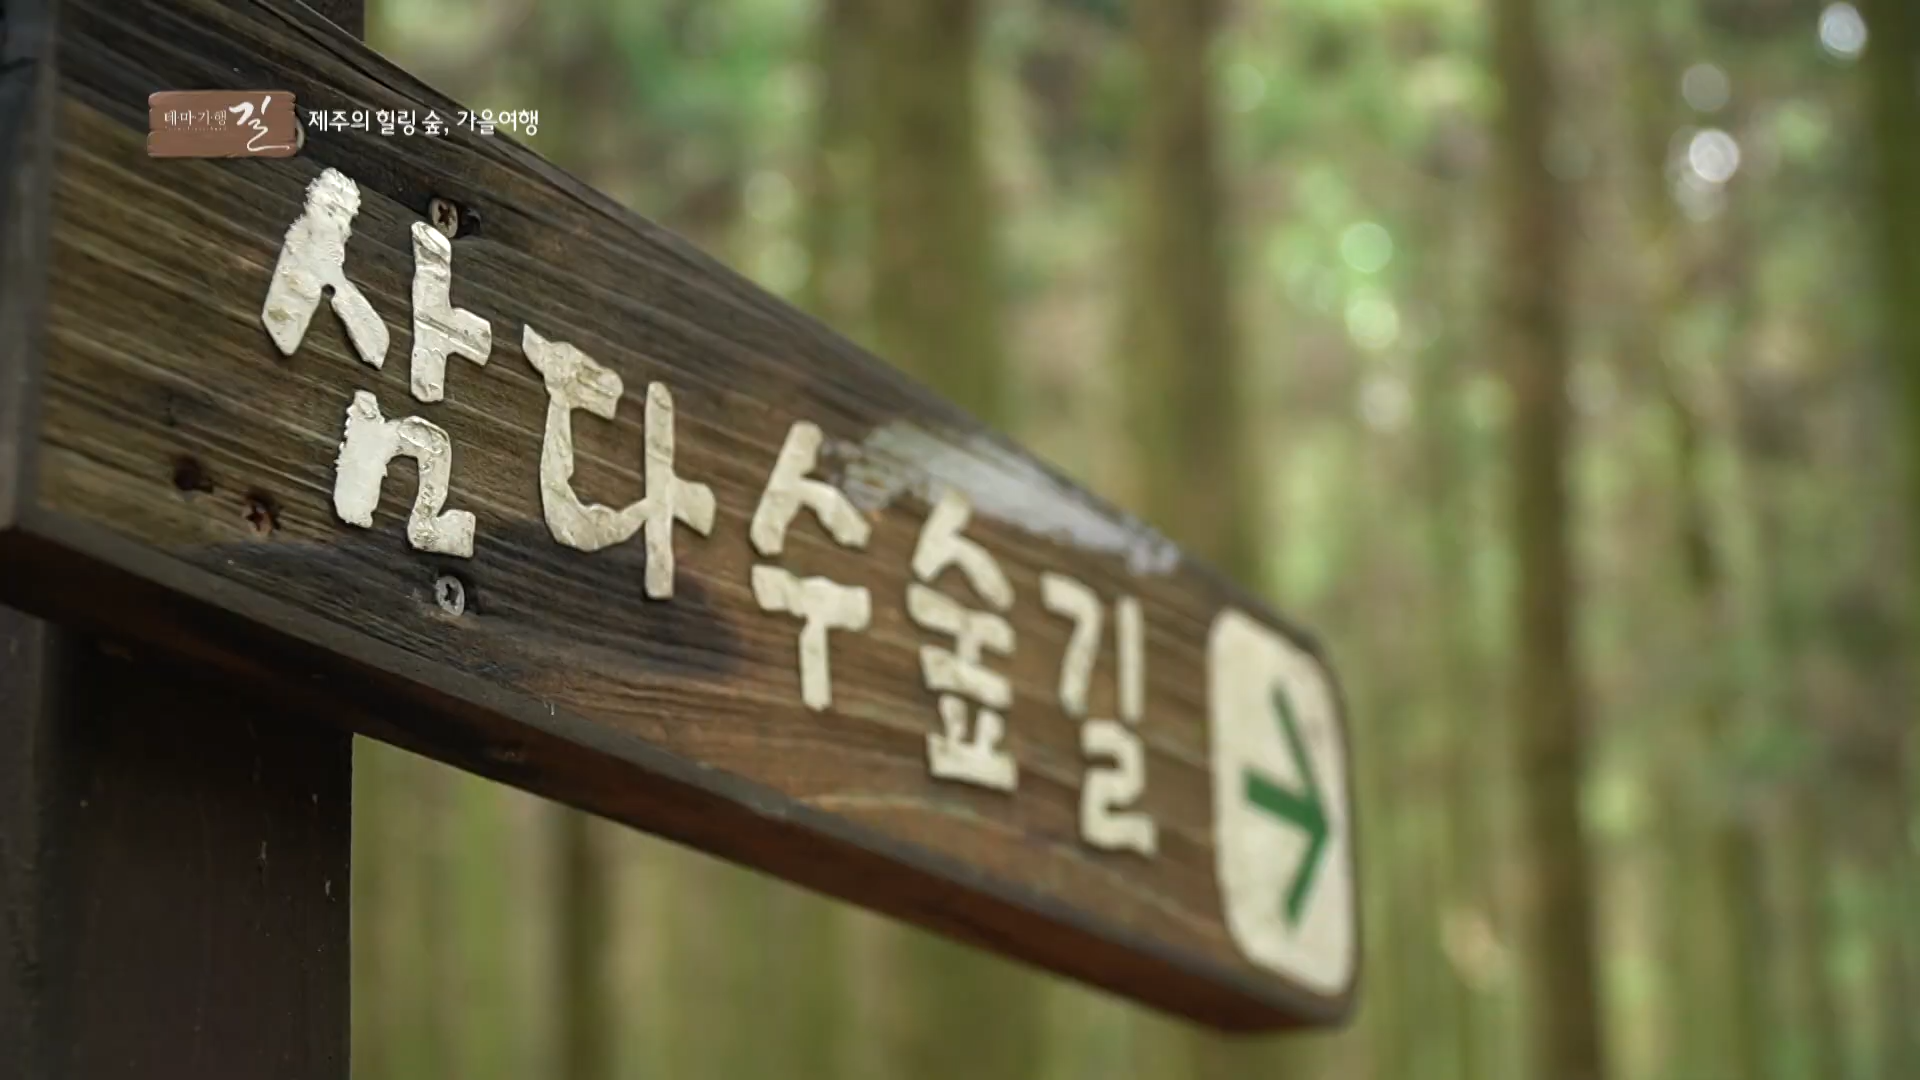 테마기행 길 제주의 힐링 숲, 가을여행
삼다수숲길